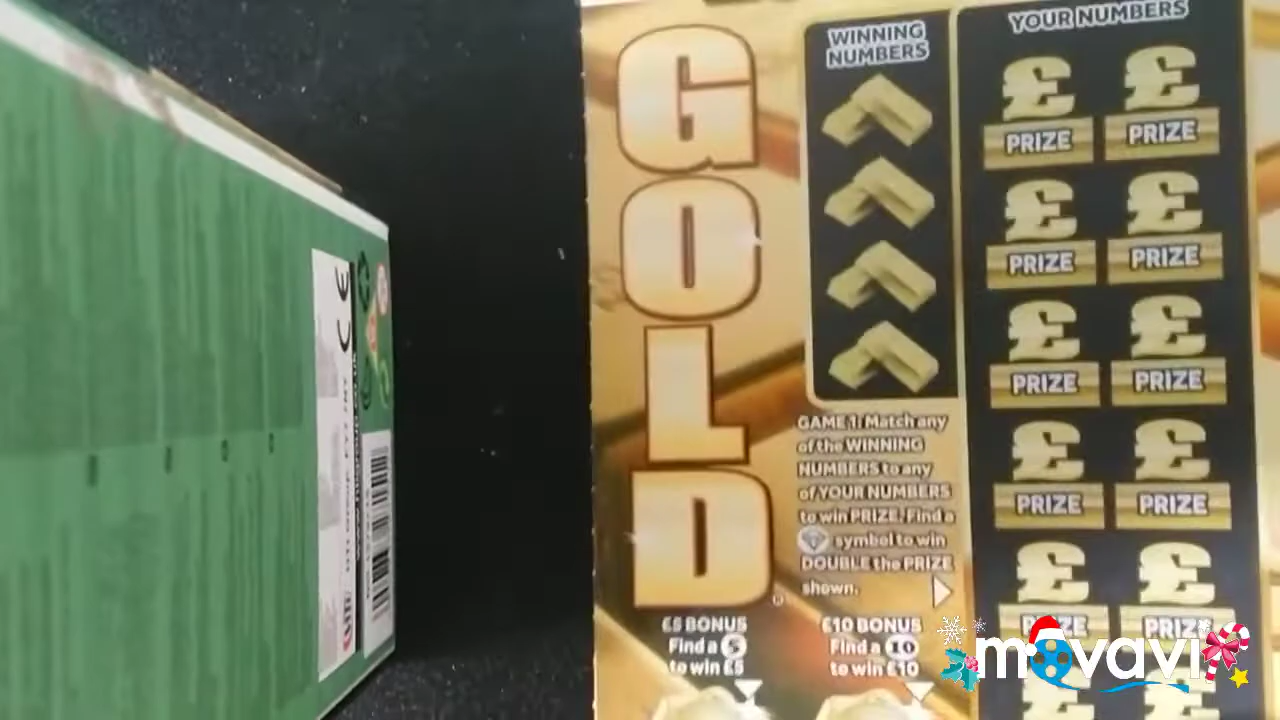 GOLD
WINNING
NUMBERS
YOUR NUMBERS
£ £
PRIZE PRIZE
£ £
PRIZE PRIZE
£ £
PRIZE PRIZE
£ £
PRIZE PRIZE
£ £
PRIZE PRIZE
£ £
GAME 1: Match any
of the WINNING
NUMBERS to any
of YOUR NUMBERS
to win PRIZE. Find a
symbol to win
DOUBLE the PRIZE
shown.
£5 BONUS
Find a 5
to win £5
£10 BONUS
Find a 10
to win £10
CE
movavi